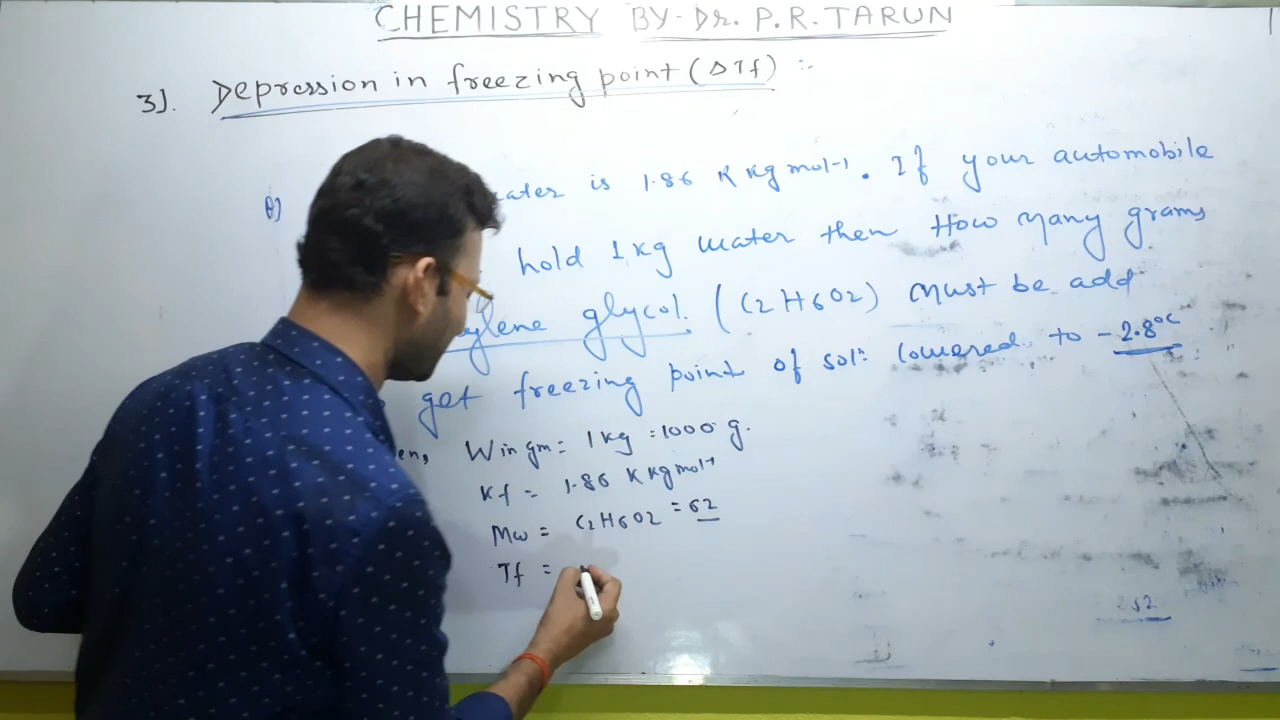 CHEMISTRY BY- Dr. P.R. TARUN
3]. Depression in freezing point (ΔTf) :-
Q] ater is 1.86 K kg mol-1. If your automobile
hold 1 kg water then How many grams
ylene glycol. (C2H6O2) must be add
get freezing point of sol: lowered to -2.8°C
en, W in gm = 1 kg = 1000 g.
Kf = 1.86 K kg mol-1
Mw = C2H6O2 = 62
Tf =